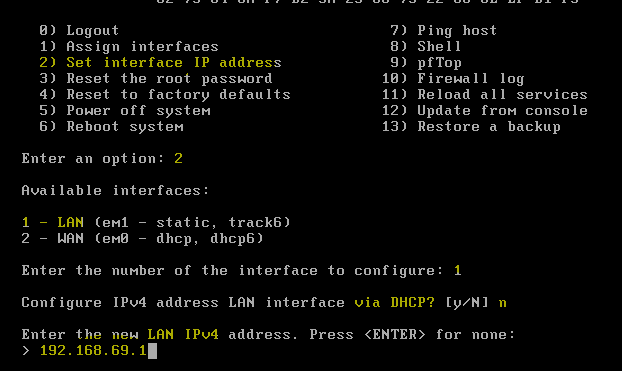 0) Logout 7) Ping host
1) Assign interfaces 8) Shell
2) Set interface IP address 9) pfTop
3) Reset the root password 10) Firewall log
4) Reset to factory defaults 11) Reload all services
5) Power off system 12) Update from console
6) Reboot system 13) Restore a backup
Enter an option: 2
Available interfaces:
1 - LAN (em1 - static, track6)
2 - WAN (em0 - dhcp, dhcp6)
Enter the number of the interface to configure: 1
Configure IPv4 address LAN interface via DHCP? [y/N] n
Enter the new LAN IPv4 address. Press <ENTER> for none:
> 192.168.69.1